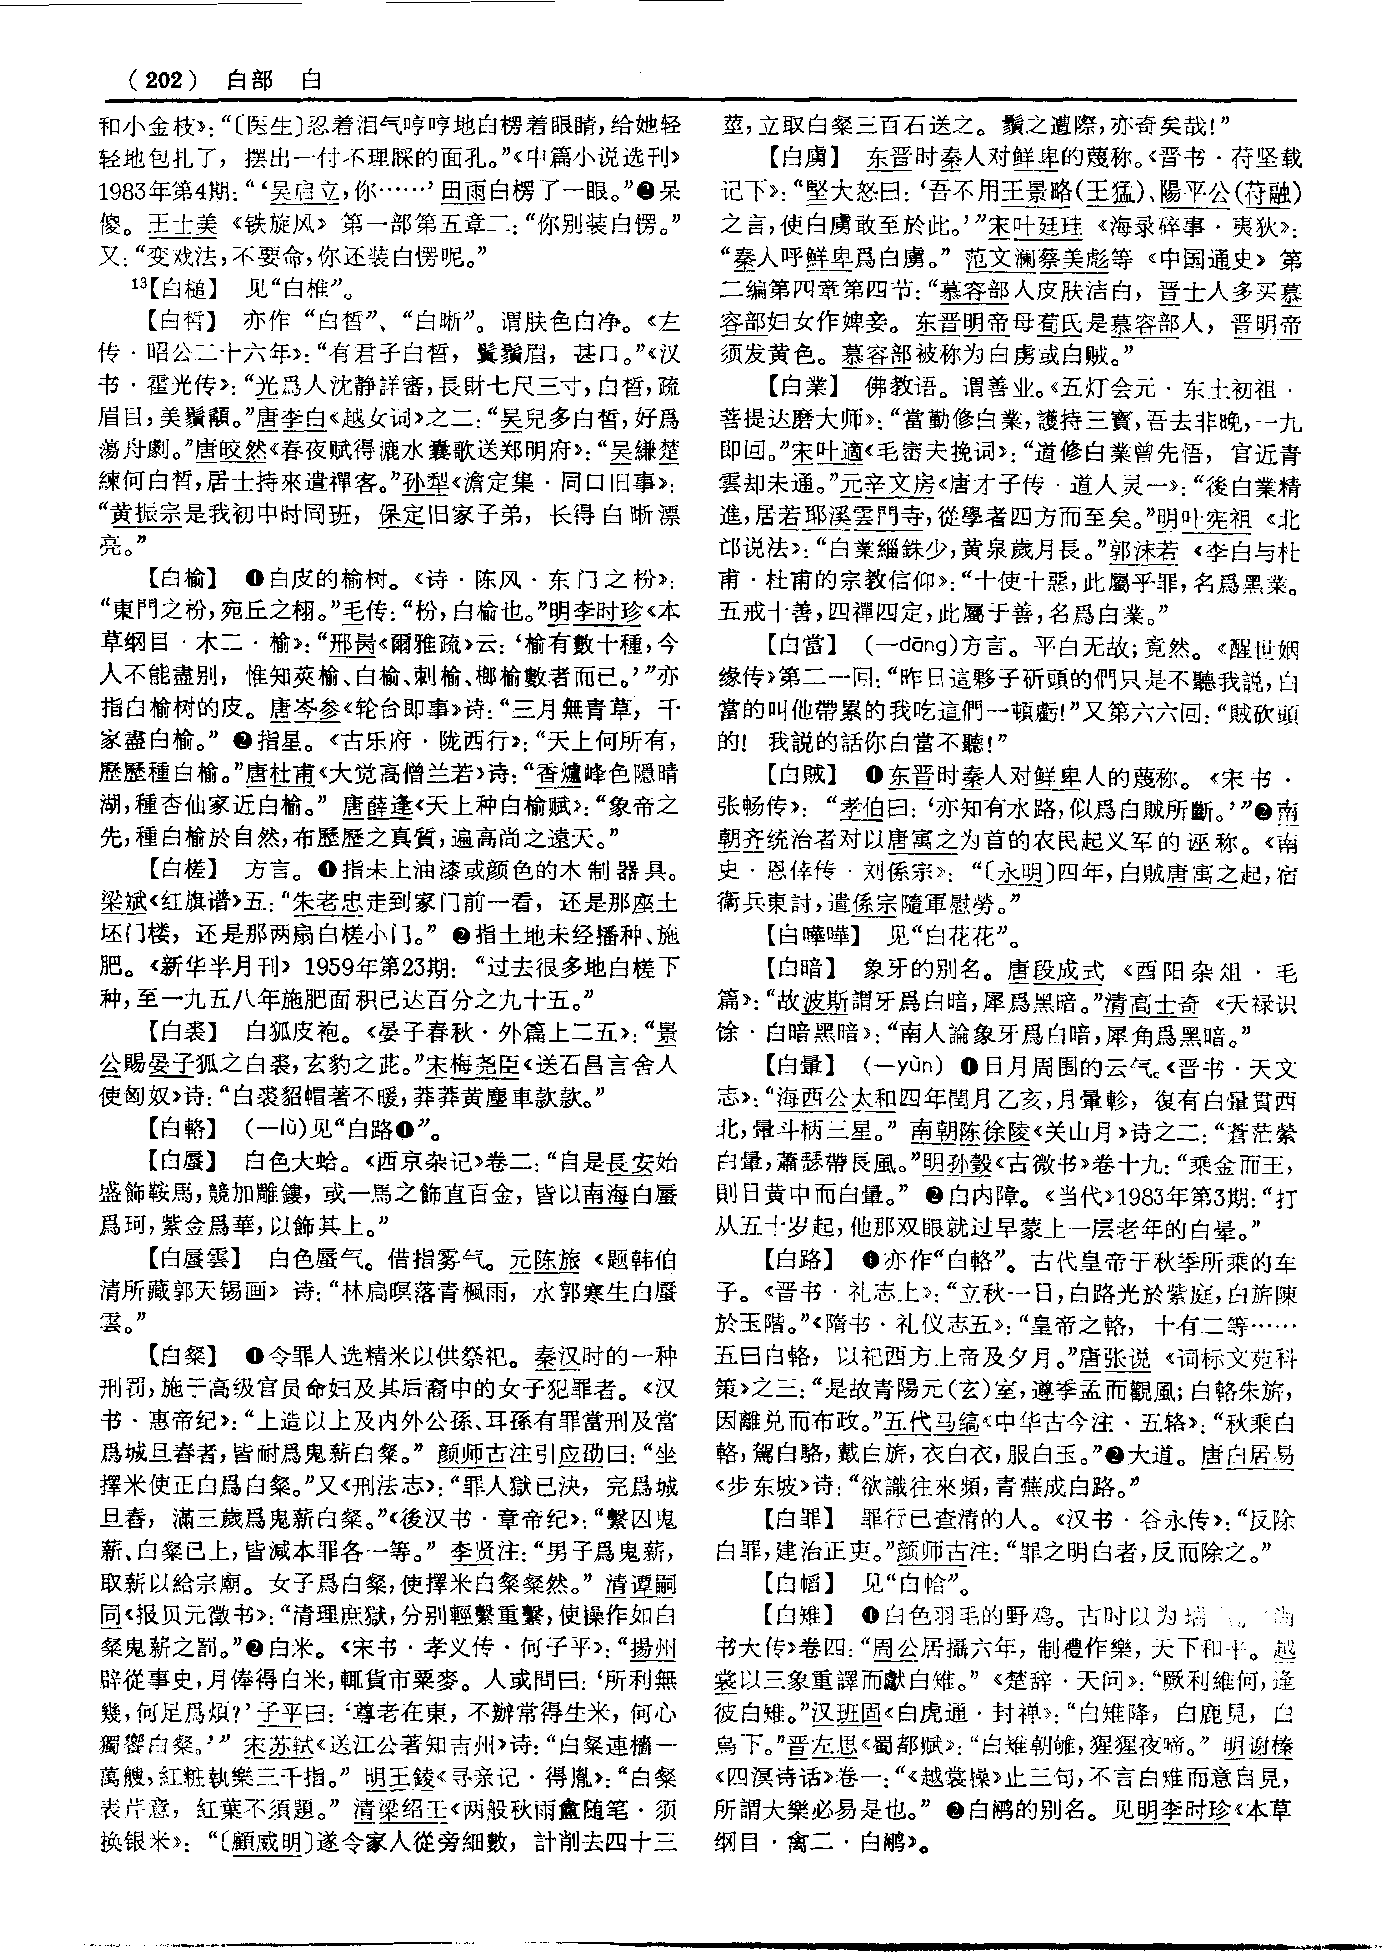 （202） 白部 白
和小金枝》：“〔医生〕忍着泪气哼哼地白楞着眼睛，给她轻
轻地包扎了，摆出一付不理睬的面孔。”《中篇小说选刊》
1983年第4期：“‘吴启立，你……’田雨白楞了一眼。”❷呆
傻。王士美《铁旋风》第一部第五章二：“你别装白愣。”
又：“变戏法，不要命，你还装白愣呢。”
13【白槌】 见“白椎”。
【白晳】 亦作“白皙”、“白晰”。谓肤色白净。《左
传·昭公二十六年》：“有君子白晳，鬒鬚眉，甚口。”《汉
书·霍光传》：“光爲人沈静詳審，長財七尺三寸，白晳，疏
眉目，美鬚髯。”唐李白《越女词》之二：“吴兒多白晳，好爲
蕩舟劇。”唐皎然《春夜赋得漉水囊歌送郑明府》：“吴縑楚
練何白晳，居士持來遺禪客。”孙犁《澹定集·同口旧事》：
“黄振宗是我初中时同班，保定旧家子弟，长得白晰漂
亮。”
【白榆】 ❶白皮的榆树。《诗·陈风·东门之枌》：
“東門之枌，宛丘之栩。”毛传：“枌，白榆也。”明李时珍《本
草纲目·木二·榆》：“邢昺《爾雅疏》云：‘榆有數十種，今
人不能盡别，惟知莢榆、白榆、刺榆、榔榆數者而已。’”亦
指白榆树的皮。唐岑参《轮台即事》诗：“三月無青草，千
家盡白榆。”❷指星。《古乐府·陇西行》：“天上何所有，
歷歷種白榆。”唐杜甫《大觉高僧兰若》诗：“香爐峰色隱晴
湖，種杏仙家近白榆。”唐薛逢《天上种白榆赋》：“象帝之
先，種白榆於自然，布歷歷之真質，遍高尚之遠天。”
【白槎】 方言。❶指未上油漆或颜色的木制器具。
梁斌《红旗谱》五：“朱老忠走到家门前一看，还是那座土
坯门楼，还是那两扇白槎小门。”❷指土地未经播种、施
肥。《新华半月刊》1959年第23期：“过去很多地白槎下
种，至一九五八年施肥面积已达百分之九十五。”
【白裘】 白狐皮袍。《晏子春秋·外篇上二五》：“景
公賜晏子狐之白裘，玄豹之茈。”宋梅尧臣《送石昌言舍人
使匈奴》诗：“白裘貂帽著不暖，莽莽黄塵車款款。”
【白輅】 （—lù）见“白路❶”。
【白蜃】 白色大蛤。《西京杂记》卷二：“自是長安始
盛飾鞍馬，競加雕鏤，或一馬之飾直百金，皆以南海白蜃
爲珂，紫金爲華，以飾其上。”
【白蜃雲】 白色蜃气。借指雾气。元陈旅《题韩伯
清所藏郭天锡画》诗：“林扃暝落青楓雨，水郭寒生白蜃
雲。”
【白粲】 ❶令罪人选精米以供祭祀。秦汉时的一种
刑罚，施于高级官员命妇及其后裔中的女子犯罪者。《汉
书·惠帝纪》：“上造以上及内外公孫、耳孫有罪當刑及當
爲城旦舂者，皆耐爲鬼薪白粲。”颜师古注引应劭曰：“坐
擇米使正白爲白粲。”又《刑法志》：“罪人獄已決，完爲城
旦舂，滿三歲爲鬼薪白粲。”《後汉书·章帝纪》：“繫囚鬼
薪、白粲已上，皆減本罪各一等。”李贤注：“男子爲鬼薪，
取薪以給宗廟。女子爲白粲，使擇米白粲粲然。”清谭嗣
同《报贝元徵书》：“清理庶獄，分别輕繫重繫，使操作如白
粲鬼薪之罰。”❷白米。《宋书·孝义传·何子平》：“揚州
辟從事史，月俸得白米，輒貨市粟麥。人或問曰：‘所利無
幾，何足爲煩？’子平曰：‘尊老在東，不辦常得生米，何心
獨饗白粲。’”宋苏轼《送江公著知吉州》诗：“白粲連檣一
萬艘，紅粧執樂三千指。”明王錂《寻亲记·得胤》：“白粲
表芹意，紅葉不須題。”清梁绍壬《两般秋雨盦随笔·须
换银米》：“〔顧威明〕遂令家人從旁細數，計削去四十三
莖，立取白粲三百石送之。鬚之遭際，亦奇矣哉！”
【白虜】 东晋时秦人对鲜卑的蔑称。《晋书·苻坚载
记下》：“堅大怒曰：‘吾不用王景略（王猛）、陽平公（苻融）
之言，使白虜敢至於此。’”宋叶廷珪《海录碎事·夷狄》：
“秦人呼鮮卑爲白虜。”范文澜蔡美彪等《中国通史》第
二编第四章第四节：“慕容部人皮肤洁白，晋士人多买慕
容部妇女作婢妾。东晋明帝母荀氏是慕容部人，晋明帝
须发黄色。慕容部被称为白虏或白贼。”
【白業】 佛教语。谓善业。《五灯会元·东土初祖·
菩提达磨大师》：“當勤修白業，護持三寶，吾去非晚，一九
即回。”宋叶適《毛密夫挽词》：“道修白業曾先悟，官近青
雲却未通。”元辛文房《唐才子传·道人灵一》：“後白業精
進，居若耶溪雲門寺，從學者四方而至矣。”明叶宪祖《北
邙说法》：“白業緇銖少，黄泉歲月長。”郭沫若《李白与杜
甫·杜甫的宗教信仰》：“十使十惡，此屬乎罪，名爲黑業。
五戒十善，四禪四定，此屬于善，名爲白業。”
【白當】 （—dāng）方言。平白无故；竟然。《醒世姻
缘传》第二一回：“昨日這夥子斫頭的們只是不聽我説，白
當的叫他帶累的我吃這們一頓虧！”又第六六回：“賊砍頭
的！我説的話你白當不聽！”
【白賊】 ❶东晋时秦人对鲜卑人的蔑称。《宋书·
张畅传》：“孝伯曰：‘亦知有水路，似爲白賊所斷。’”❷南
朝齐统治者对以唐寓之为首的农民起义军的诬称。《南
史·恩倖传·刘係宗》：“〔永明〕四年，白賊唐寓之起，宿
衞兵東討，遣係宗隨軍慰勞。”
【白嘩嘩】 见“白花花”。
【白暗】 象牙的别名。唐段成式《酉阳杂俎·毛
篇》：“故波斯謂牙爲白暗，犀爲黑暗。”清高士奇《天禄识
馀·白暗黑暗》：“南人論象牙爲白暗，犀角爲黑暗。”
【白暈】 （—yùn）❶日月周围的云气。《晋书·天文
志》：“海西公太和四年閏月乙亥，月暈軫，復有白暈貫西
北，暈斗柄三星。”南朝陈徐陵《关山月》诗之二：“蒼茫縈
白暈，蕭瑟帶長風。”明孙瑴《古微书》卷十九：“乘金而王，
則日黄中而白暈。”❷白内障。《当代》1983年第3期：“打
从五十岁起，他那双眼就过早蒙上一层老年的白晕。”
【白路】 ❶亦作“白輅”。古代皇帝于秋季所乘的车
子。《晋书·礼志上》：“立秋一日，白路光於紫庭，白旂陳
於玉階。”《隋书·礼仪志五》：“皇帝之輅，十有二等……
五曰白輅，以祀西方上帝及夕月。”唐张说《词标文苑科
策》之三：“是故青陽元（玄）室，遵季孟而觀風；白輅朱旂，
因離兑而布政。”五代马缟《中华古今注·五辂》：“秋乘白
輅，駕白駱，戴白旂，衣白衣，服白玉。”❷大道。唐白居易
《步东坡》诗：“欲識往來頻，青蕪成白路。”
【白罪】 罪行已查清的人。《汉书·谷永传》：“反除
白罪，建治正吏。”颜师古注：“罪之明白者，反而除之。”
【白幍】 见“白帢”。
【白雉】 ❶白色羽毛的野鸡。古时以为瑞 。
书大传》卷四：“周公居攝六年，制禮作樂，天下和平。越
裳以三象重譯而獻白雉。”《楚辞·天问》：“厥利維何，逢
彼白雉。”汉班固《白虎通·封禅》：“白雉降，白鹿見，白
烏下。”晋左思《蜀都赋》：“白雉朝雊，猩猩夜啼。”明谢榛
《四溟诗话》卷一：“《越裳操》止三句，不言白雉而意自見，
所謂大樂必易是也。”❷白鹇的别名。见明李时珍《本草
纲目·禽二·白鹇》。